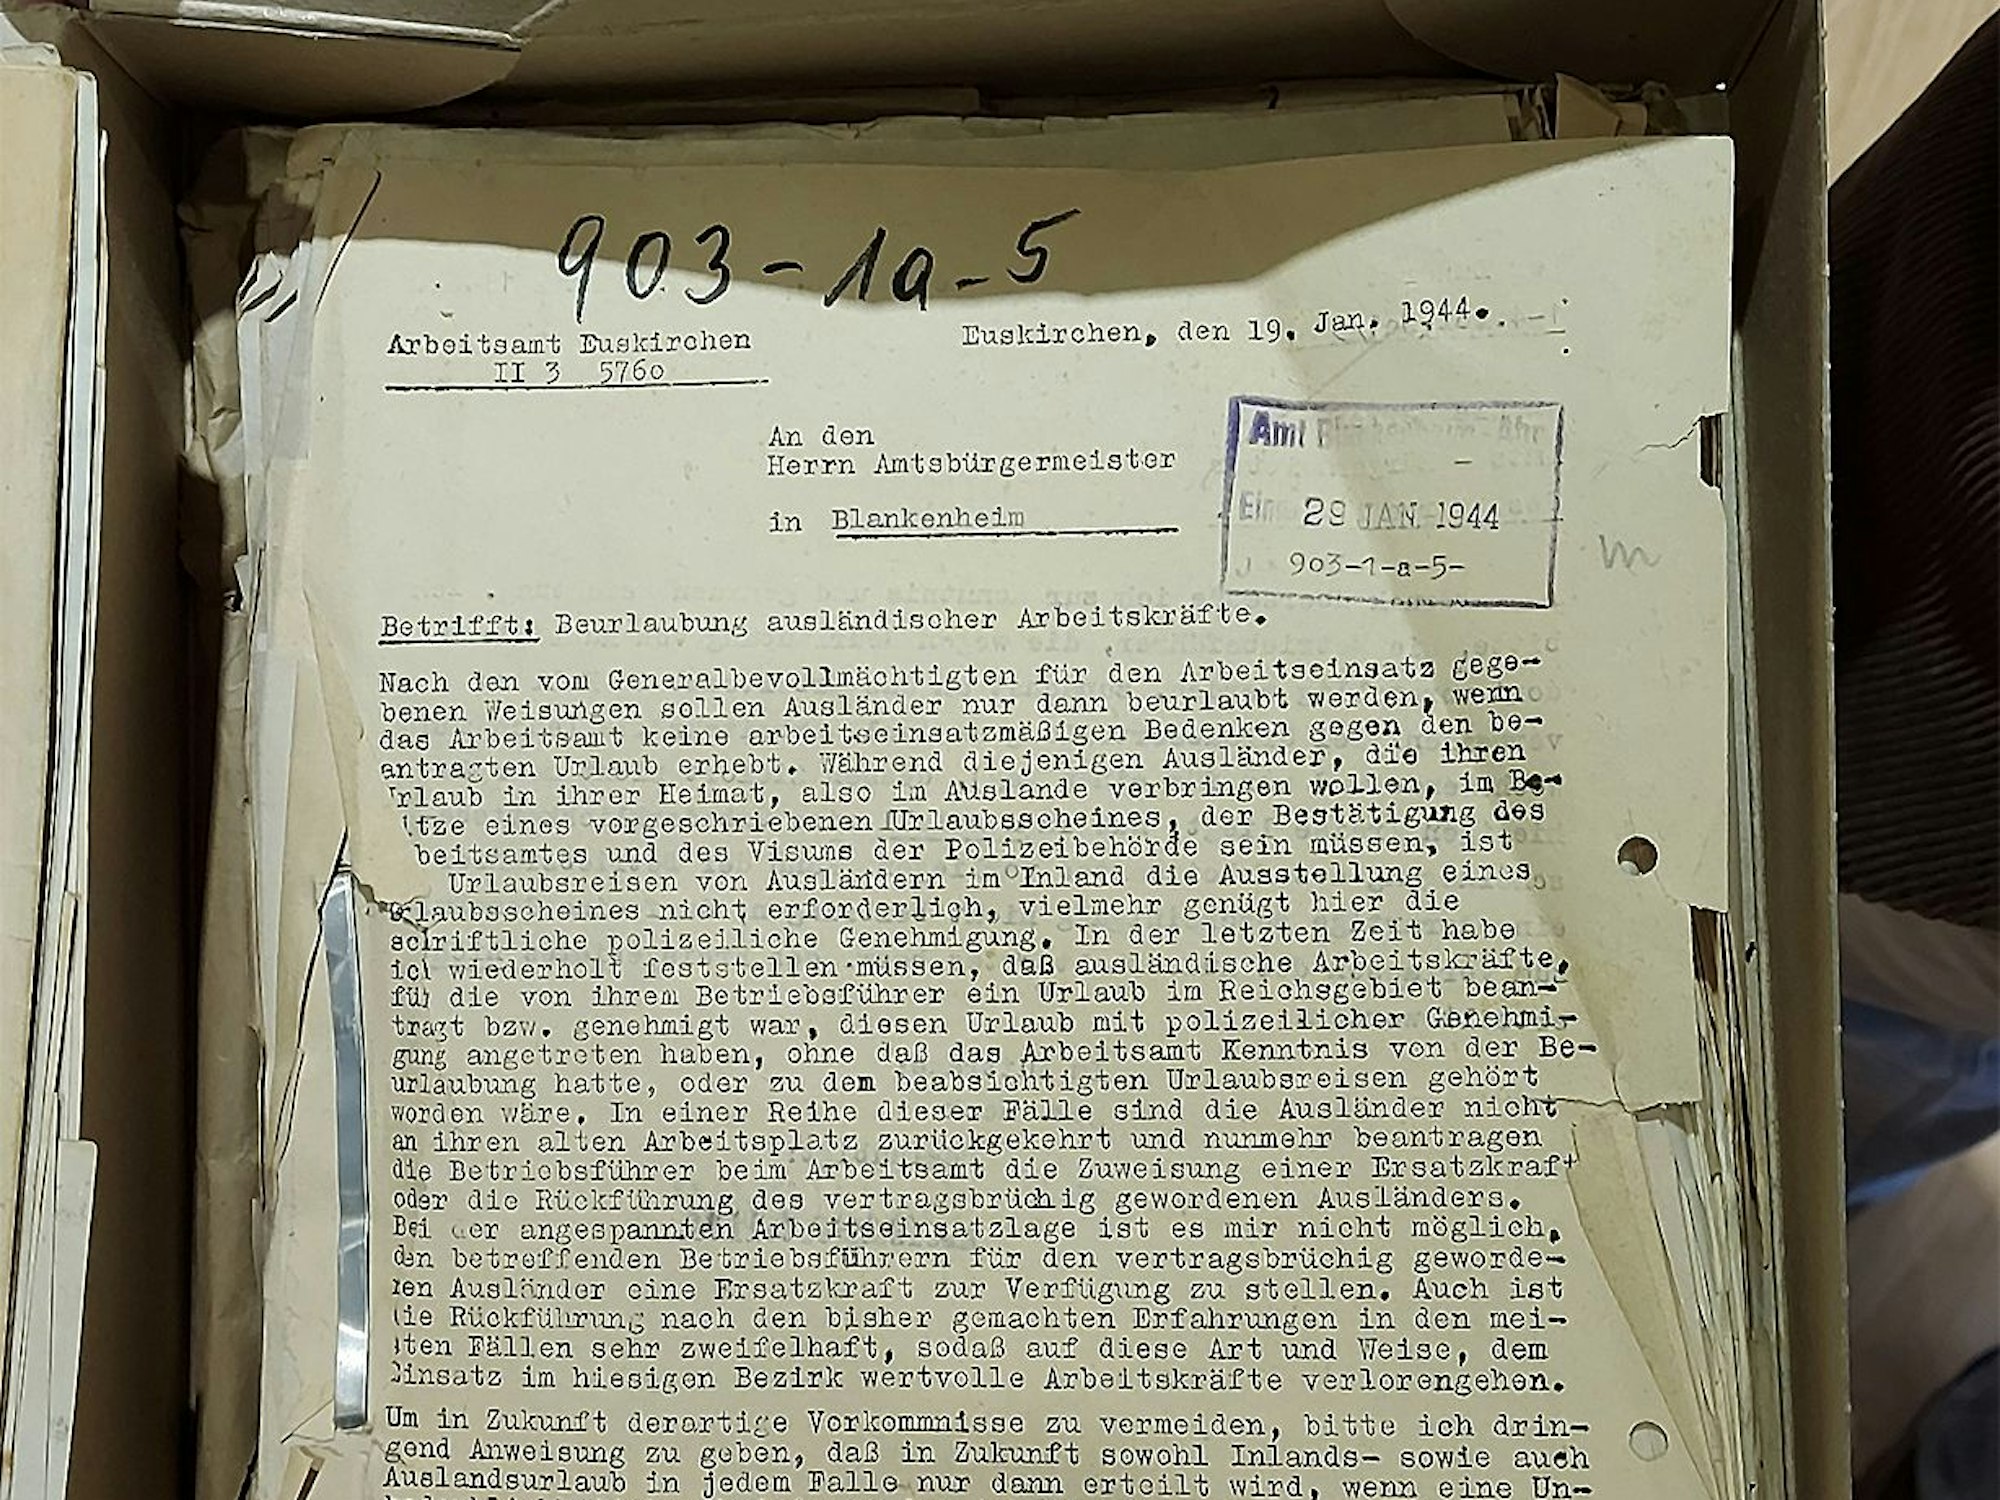 903-1a-5
Arbeitsamt Euskirchen
II 3 5760
Euskirchen, den 19. Jan. 1944.
An den
Herrn Amtsbürgermeister
in Blankenheim
Amt
29 JAN 1944
903-1-a-5-
Betrifft: Beurlaubung ausländischer Arbeitskräfte.
Nach den vom Generalbevollmächtigten für den Arbeitseinsatz gege-
benen Weisungen sollen Ausländer nur dann beurlaubt werden, wenn
das Arbeitsamt keine arbeitseinsatzmäßigen Bedenken gegen den be-
antragten Urlaub erhebt. Während diejenigen Ausländer, die ihren
rlaub in ihrer Heimat, also im Auslande verbringen wollen, im Be-
itze eines vorgeschriebenen Urlaubsscheines, der Bestätigung des
beitsamtes und des Visums der Polizeibehörde sein müssen, ist
Urlaubsreisen von Ausländern im Inland die Ausstellung eines
Urlaubsscheines nicht erforderlich, vielmehr genügt hier die
schriftliche polizeiliche Genehmigung. In der letzten Zeit habe
ich wiederholt feststellen müssen, daß ausländische Arbeitskräfte,
für die von ihrem Betriebsführer ein Urlaub im Reichsgebiet bean-
tragt bzw. genehmigt war, diesen Urlaub mit polizeilicher Genehmi-
gung angetreten haben, ohne daß das Arbeitsamt Kenntnis von der Be-
urlaubung hatte, oder zu dem beabsichtigten Urlaubsreisen gehört
worden wäre. In einer Reihe dieser Fälle sind die Ausländer nicht
an ihren alten Arbeitsplatz zurückgekehrt und nunmehr beantragen
die Betriebsführer beim Arbeitsamt die Zuweisung einer Ersatzkraft
oder die Rückführung des vertragsbrüchig gewordenen Ausländers.
Bei der angespannten Arbeitseinsatzlage ist es mir nicht möglich,
den betreffenden Betriebsführern für den vertragsbrüchig geworde-
nen Ausländer eine Ersatzkraft zur Verfügung zu stellen. Auch ist
die Rückführung nach den bisher gemachten Erfahrungen in den mei-
sten Fällen sehr zweifelhaft, sodaß auf diese Art und Weise, dem
Einsatz im hiesigen Bezirk wertvolle Arbeitskräfte verlorengehen.
Um in Zukunft derartige Vorkommnisse zu vermeiden, bitte ich drin-
gend Anweisung zu geben, daß in Zukunft sowohl Inlands- sowie auch
Auslandsurlaub in jedem Falle nur dann erteilt wird, wenn eine Un-